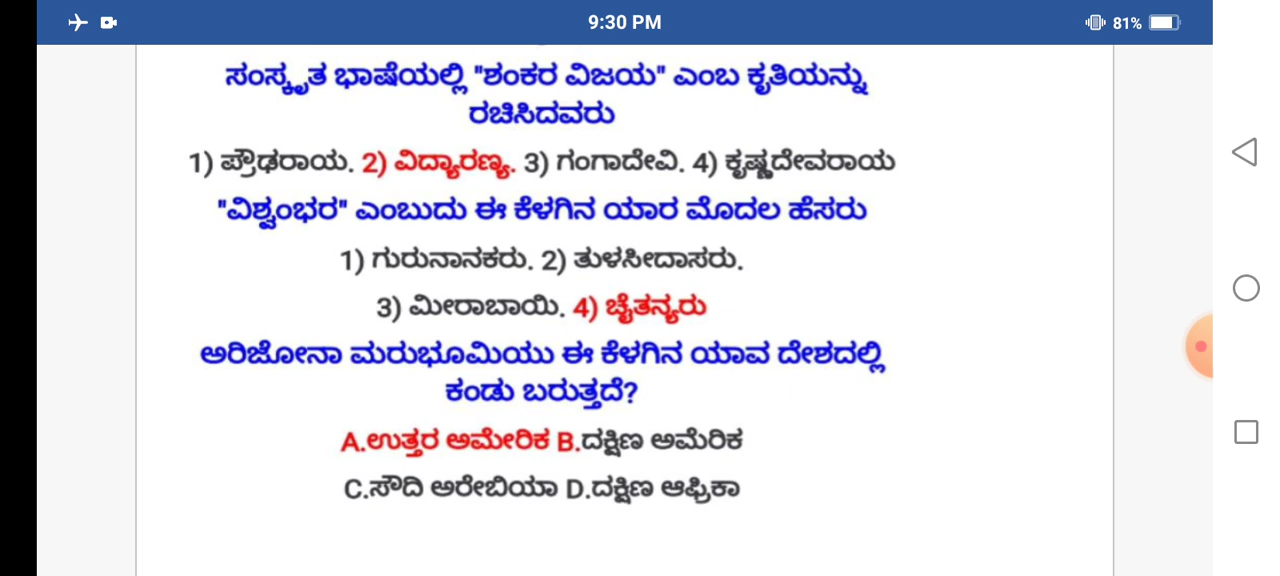 9:30 PM
81%
ಸಂಸ್ಕೃತ ಭಾಷೆಯಲ್ಲಿ "ಶಂಕರ ವಿಜಯ" ಎಂಬ ಕೃತಿಯನ್ನು
ರಚಿಸಿದವರು
1) ಪ್ರೌಢರಾಯ. 2) ವಿದ್ಯಾರಣ್ಯ. 3) ಗಂಗಾದೇವಿ. 4) ಕೃಷ್ಣದೇವರಾಯ
"ವಿಶ್ವಂಭರ" ಎಂಬುದು ಈ ಕೆಳಗಿನ ಯಾರ ಮೊದಲ ಹೆಸರು
1) ಗುರುನಾನಕರು. 2) ತುಳಸೀದಾಸರು.
3) ಮೀರಾಬಾಯಿ. 4) ಚೈತನ್ಯರು
ಅರಿಜೋನಾ ಮರುಭೂಮಿಯು ಈ ಕೆಳಗಿನ ಯಾವ ದೇಶದಲ್ಲಿ
ಕಂಡು ಬರುತ್ತದೆ?
A.ಉತ್ತರ ಅಮೇರಿಕ B.ದಕ್ಷಿಣ ಅಮೆರಿಕ
C.ಸೌದಿ ಅರೇಬಿಯಾ D.ದಕ್ಷಿಣ ಆಫ್ರಿಕಾ